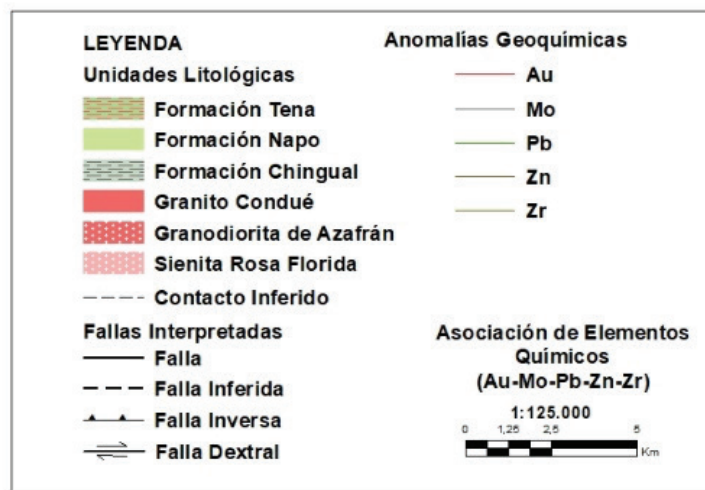 LEYENDA
Unidades Litológicas
Formación Tena
Formación Napo
Formación Chingual
Granito Condué
Granodiorita de Azafrán
Sienita Rosa Florida
Contacto Inferido
Fallas Interpretadas
Falla
Falla Inferida
Falla Inversa
Falla Dextral
Anomalías Geoquímicas
Au
Mo
Pb
Zn
Zr
Asociación de Elementos
Químicos
(Au-Mo-Pb-Zn-Zr)
1:125.000
0 1,25 2,5 5
Km